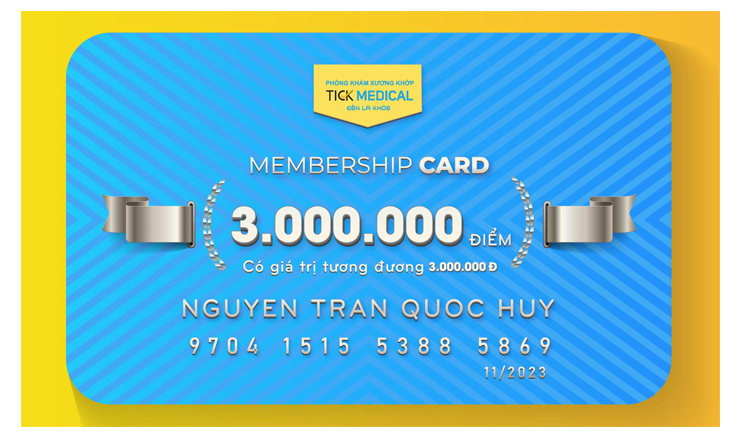 PHÒNG KHÁM XƯƠNG KHỚP
TICK MEDICAL
ĐẾN LÀ KHỎE
MEMBERSHIP CARD
3.000.000 ĐIỂM
Có giá trị tương đương 3.000.000 Đ
NGUYEN TRAN QUOC HUY
9704 1515 5388 5869
11/2023